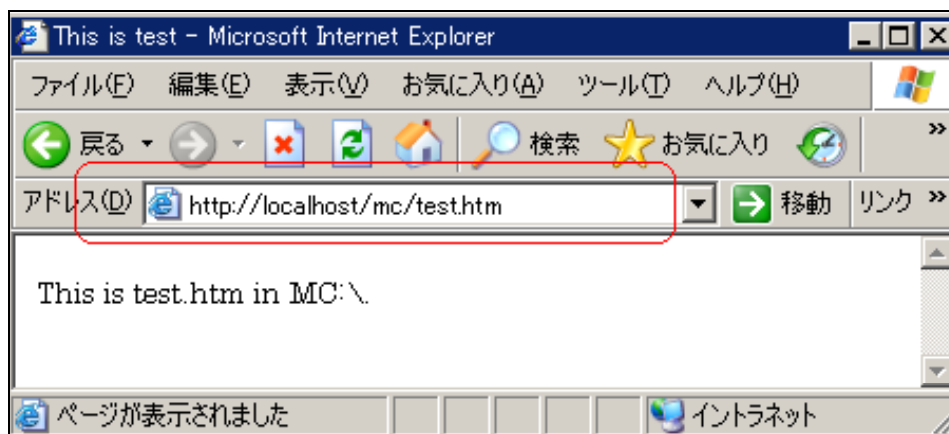 This is test - Microsoft Internet Explorer
ファイル(F) 編集(E) 表示(V) お気に入り(A) ツール(T) ヘルプ(H)
戻る 検索 お気に入り »
アドレス(D) http://localhost/mc/test.htm 移動 リンク »
This is test.htm in MC:\.
ページが表示されました イントラネット